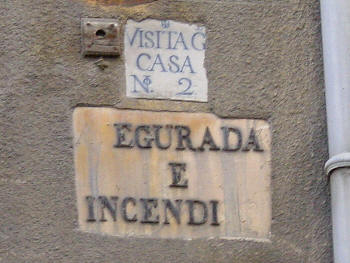 VISITA G
CASA
No. 2
EGURADA
E
INCENDI